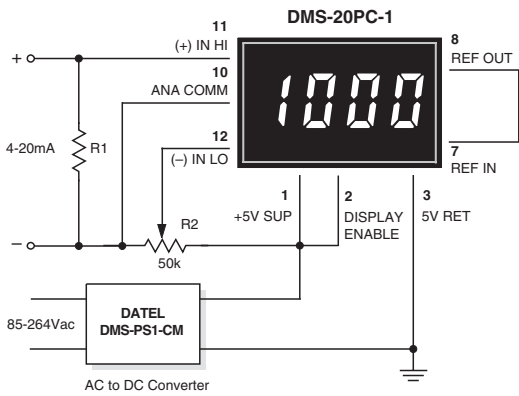 DMS-20PC-1
11
(+) IN HI
10
ANA COMM
12
(–) IN LO
8
REF OUT
7
REF IN
1000
+
4-20mA
R1
–
R2
50k
1
+5V SUP
2
DISPLAY
ENABLE
3
5V RET
85-264Vac
DATEL
DMS-PS1-CM
AC to DC Converter